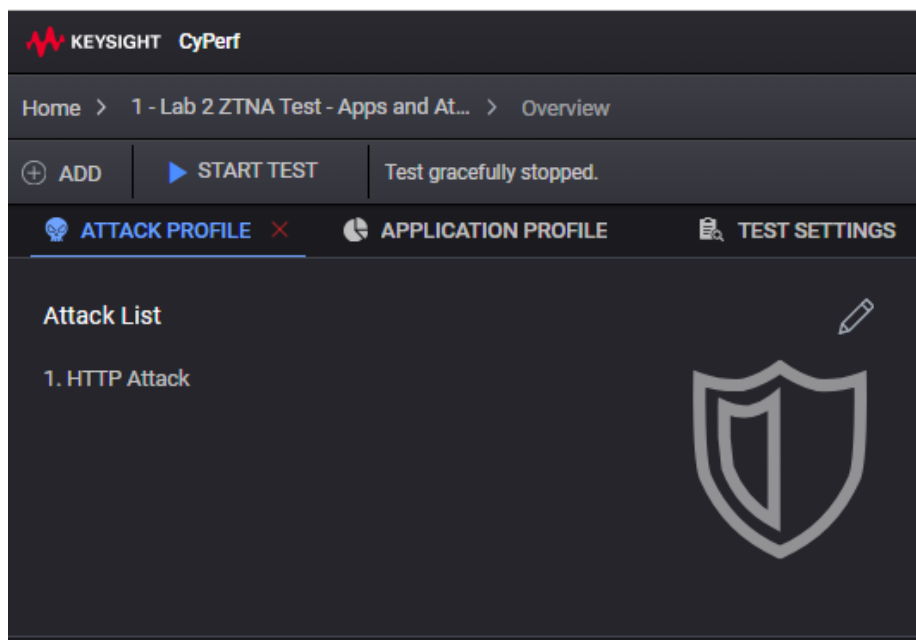 KEYSIGHT CyPerf
Home > 1 - Lab 2 ZTNA Test - Apps and At... > Overview
ADD START TEST Test gracefully stopped.
ATTACK PROFILE APPLICATION PROFILE TEST SETTINGS
Attack List
1. HTTP Attack